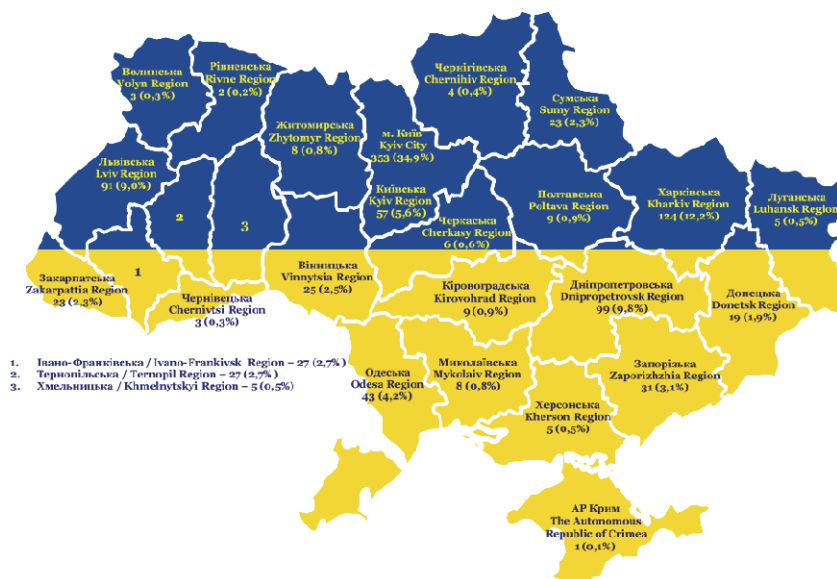 Волинська
Volyn Region
3 (0,3%)
Рівненська
Rivne Region
2 (0,2%)
Житомирська
Zhytomyr Region
8 (0,8%)
м. Київ
Kyiv City
353 (34,9%)
Київська
Kyiv Region
57 (5,6%)
Чернігівська
Chernihiv Region
4 (0,4%)
Сумська
Sumy Region
23 (2,3%)
Львівська
Lviv Region
91 (9,0%)
2
3
Черкаська
Cherkasy Region
6 (0,6%)
Полтавська
Poltava Region
9 (0,9%)
Харківська
Kharkiv Region
124 (12,2%)
Луганська
Luhansk Region
5 (0,5%)
Закарпатська
Zakarpattia Region
23 (2,3%)
1
Чернівецька
Chernivtsi Region
3 (0,3%)
Вінницька
Vinnytsia Region
25 (2,5%)
Кіровоградська
Kirovohrad Region
9 (0,9%)
Дніпропетровська
Dnipropetrovsk Region
99 (9,8%)
Донецька
Donetsk Region
19 (1,9%)
1. Івано-Франківська / Ivano-Frankivsk Region – 27 (2,7%)
2. Тернопільська / Ternopil Region – 27 (2,7%)
3. Хмельницька / Khmelnytskyi Region – 5 (0,5%)
Одеська
Odesa Region
43 (4,2%)
Миколаївська
Mykolaiv Region
8 (0,8%)
Херсонська
Kherson Region
5 (0,5%)
Запорізька
Zaporizhzhia Region
31 (3,1%)
АР Крим
The Autonomous
Republic of Crimea
1 (0,1%)